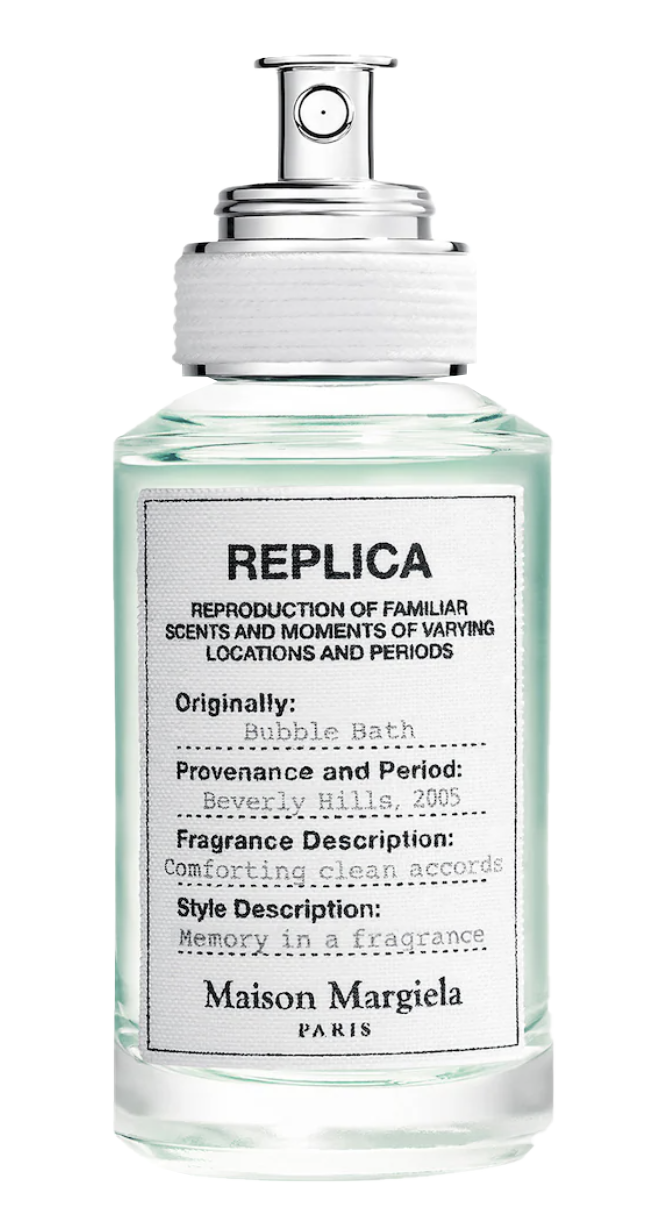 REPLICA
REPRODUCTION OF FAMILIAR
SCENTS AND MOMENTS OF VARYING
LOCATIONS AND PERIODS
Originally:
Bubble Bath
Provenance and Period:
Beverly Hills, 2005
Fragrance Description:
Comforting clean accords
Style Description:
Memory in a fragrance
Maison Margiela
PARIS